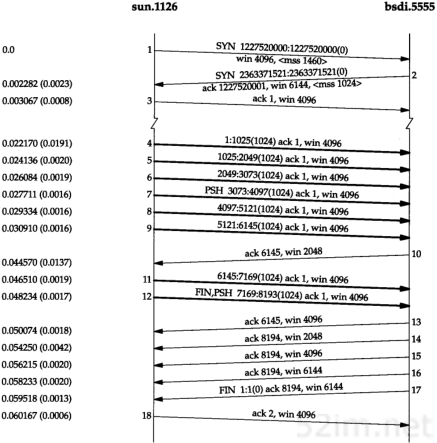 sun.1126 bsdi.5555
0.0 1 SYN 1227520000:1227520000(0)
win 4096, <mss 1460>
SYN 2363371521:2363371521(0) 2
0.002282 (0.0023) ack 1227520001, win 6144, <mss 1024>
0.003067 (0.0008) 3 ack 1, win 4096
0.022170 (0.0191) 4 1:1025(1024) ack 1, win 4096
0.024136 (0.0020) 5 1025:2049(1024) ack 1, win 4096
0.026084 (0.0019) 6 2049:3073(1024) ack 1, win 4096
0.027711 (0.0016) 7 PSH 3073:4097(1024) ack 1, win 4096
0.029334 (0.0016) 8 4097:5121(1024) ack 1, win 4096
0.030910 (0.0016) 9 5121:6145(1024) ack 1, win 4096
ack 6145, win 2048 10
0.044570 (0.0137)
0.046510 (0.0019) 11 6145:7169(1024) ack 1, win 4096
0.048234 (0.0017) 12 FIN,PSH 7169:8193(1024) ack 1, win 4096
ack 6145, win 4096 13
0.050074 (0.0018)
ack 8194, win 2048 14
0.054250 (0.0042)
ack 8194, win 4096 15
0.056215 (0.0020)
ack 8194, win 6144 16
0.058233 (0.0020)
FIN 1:1(0) ack 8194, win 6144 17
0.059518 (0.0013)
0.060167 (0.0006) 18 ack 2, win 4096
52im.net